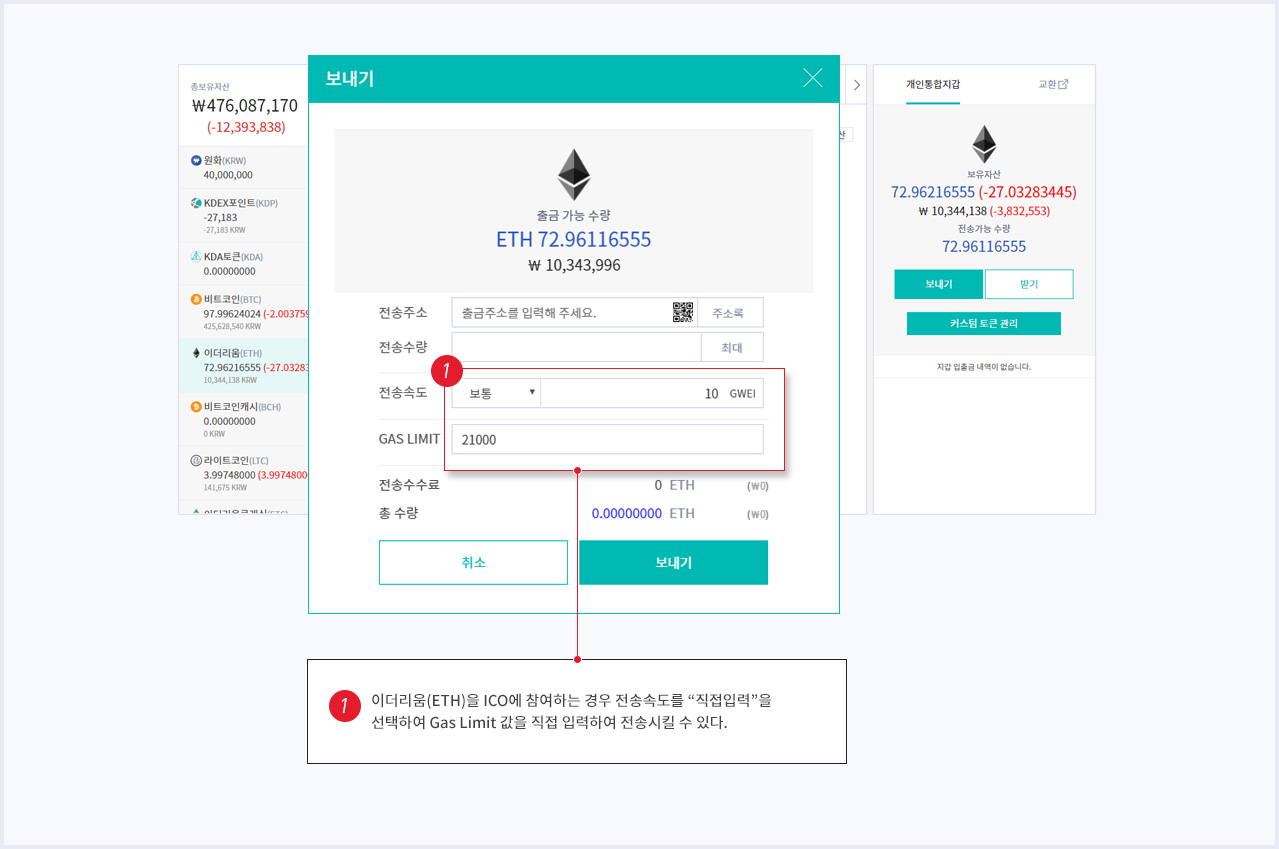 총보유자산
₩476,087,170
(-12,393,838)
원화(KRW)
40,000,000
KDEX포인트(KDP)
-27,183
-27,183 KRW
KDA토큰(KDA)
0.00000000
비트코인(BTC)
97.99624024 (-2.003759
425,628,540 KRW
이더리움(ETH)
72.96216555 (-27.0328
10,344,138 KRW
비트코인캐시(BCH)
0.00000000
0 KRW
라이트코인(LTC)
3.99748000 (3.9974800
141,675 KRW
이더리움클래식(ETC)
보내기
출금 가능 수량
ETH 72.96116555
₩ 10,343,996
전송주소 출금주소를 입력해 주세요. 주소록
전송수량 최대
1
전송속도 보통 ▼ 10 GWEI
GAS LIMIT 21000
전송수수료 0 ETH (₩0)
총 수량 0.00000000 ETH (₩0)
취소 보내기
산
개인통합지갑 교환
보유자산
72.96216555 (-27.03283445)
₩ 10,344,138 (-3,832,553)
전송가능 수량
72.96116555
보내기 받기
커스텀 토큰 관리
지갑 입출금 내역이 없습니다.
1 이더리움(ETH)을 ICO에 참여하는 경우 전송속도를 “직접입력”을
선택하여 Gas Limit 값을 직접 입력하여 전송시킬 수 있다.